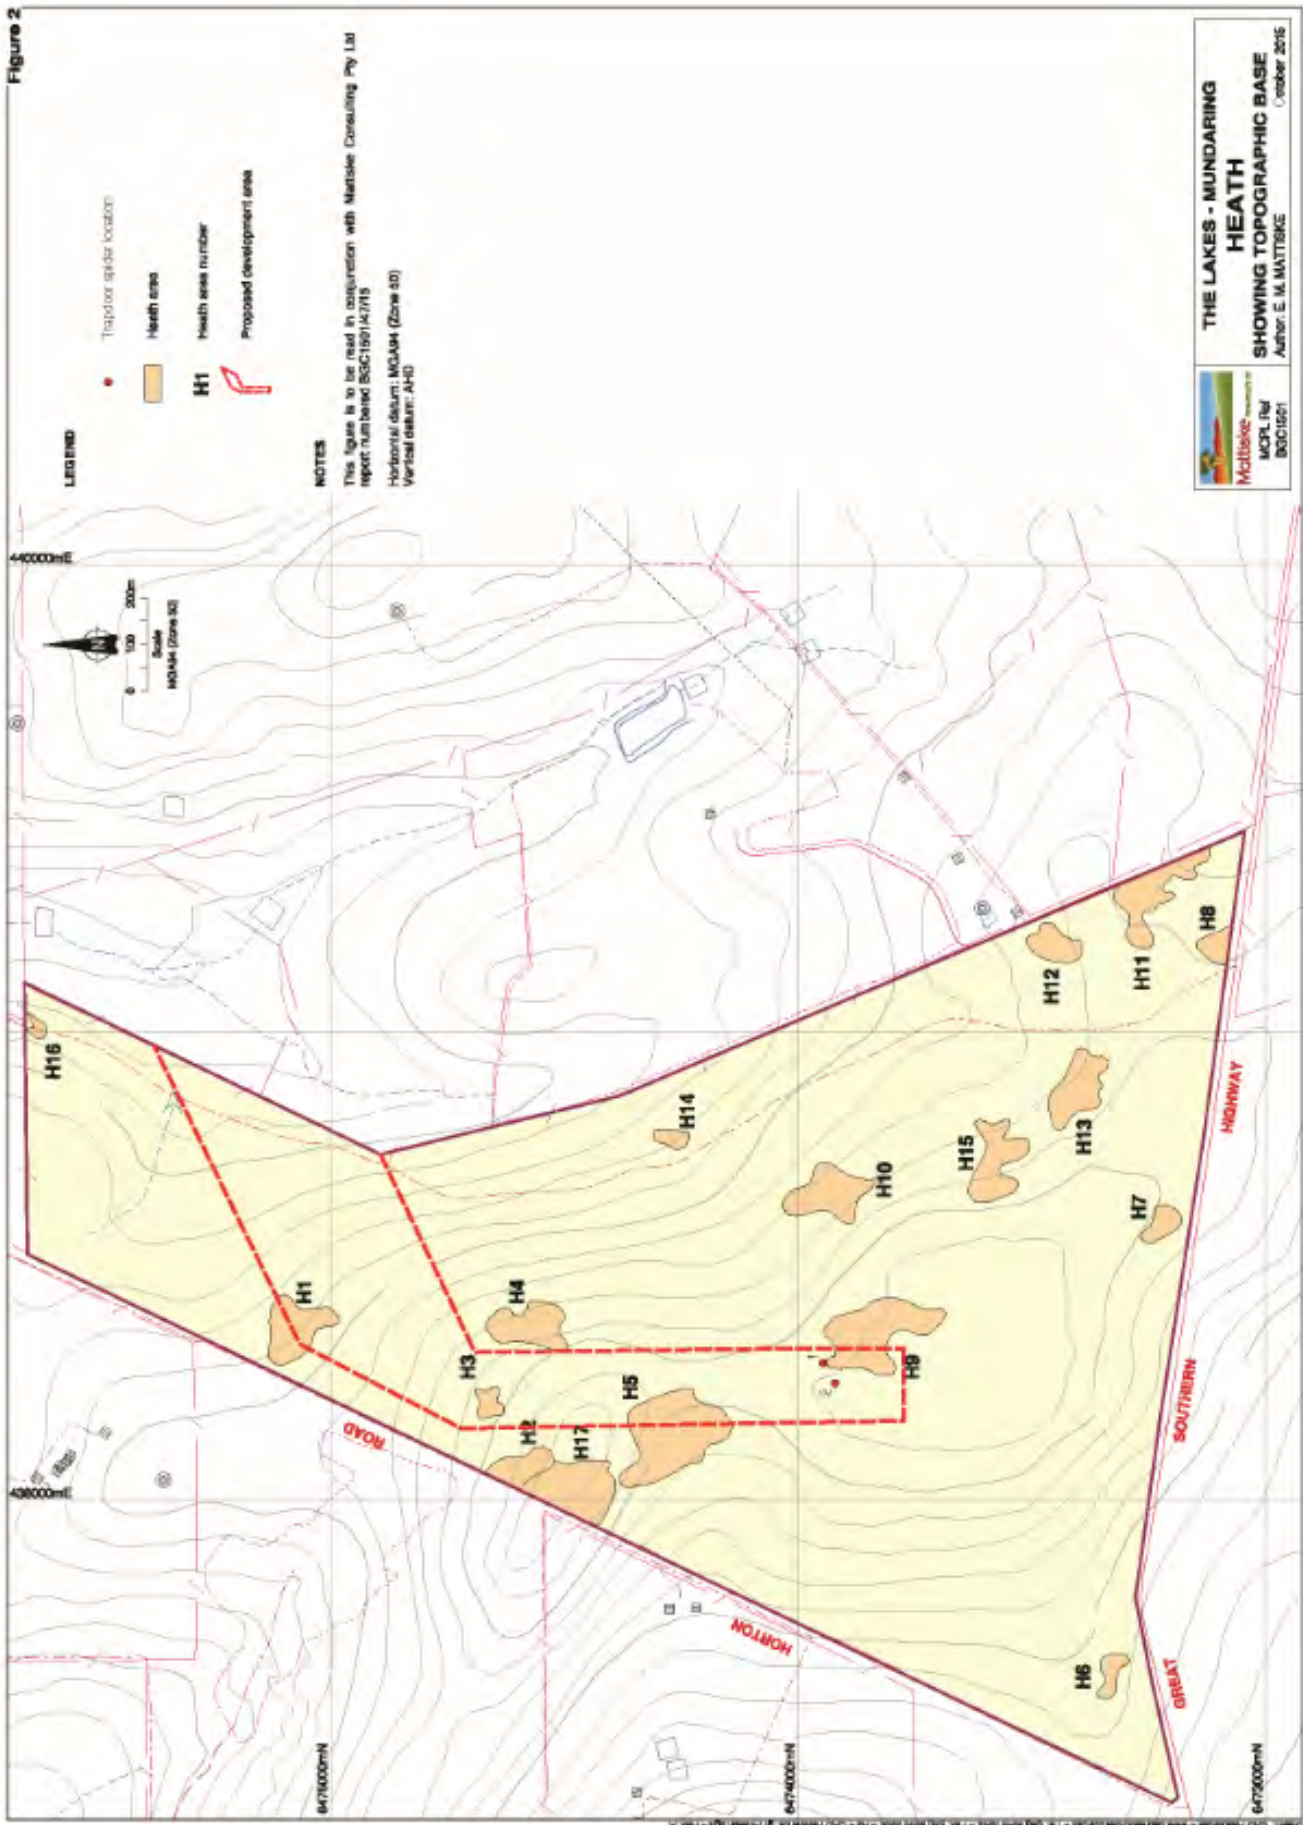 Figure 2
LEGEND
Trapdoor spider location
Heath area
H1
Heath area number
Proposed development area
NOTES
This figure is to be read in conjunction with Mattiske Consulting Pty Ltd
report numbered BGC1501/47/15
Horizontal datum: MGA94 (Zone 50)
Vertical datum: AHD
440000mE
0 100 200m
Scale
MGA94 (Zone 50)
N
438000mE
6475000mN
6474000mN
6473000mN
H16
H1
H3
H4
H2
H17
H5
H14
H10
H9
1
2
H15
H13
H12
H11
H8
H7
H6
HORTON
ROAD
GREAT
SOUTHERN
HIGHWAY
Mattiske
MCPL Ref
BGC1501
THE LAKES - MUNDARING
HEATH
SHOWING TOPOGRAPHIC BASE
Author: E. M. MATTISKE
October 2015